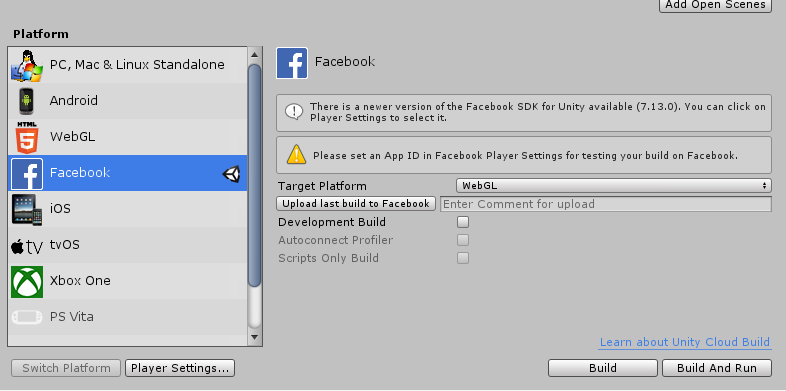 Add Open Scenes
Platform
PC, Mac & Linux Standalone
Android
HTML
5
WebGL
Facebook
iOS
tv
tvOS
Xbox One
PS Vita
Facebook
There is a newer version of the Facebook SDK for Unity available (7.13.0). You can click on
Player Settings to select it.
Please set an App ID in Facebook Player Settings for testing your build on Facebook.
Target Platform
WebGL
Upload last build to Facebook
Enter Comment for upload
Development Build
Autoconnect Profiler
Scripts Only Build
Learn about Unity Cloud Build
Switch Platform
Player Settings...
Build
Build And Run